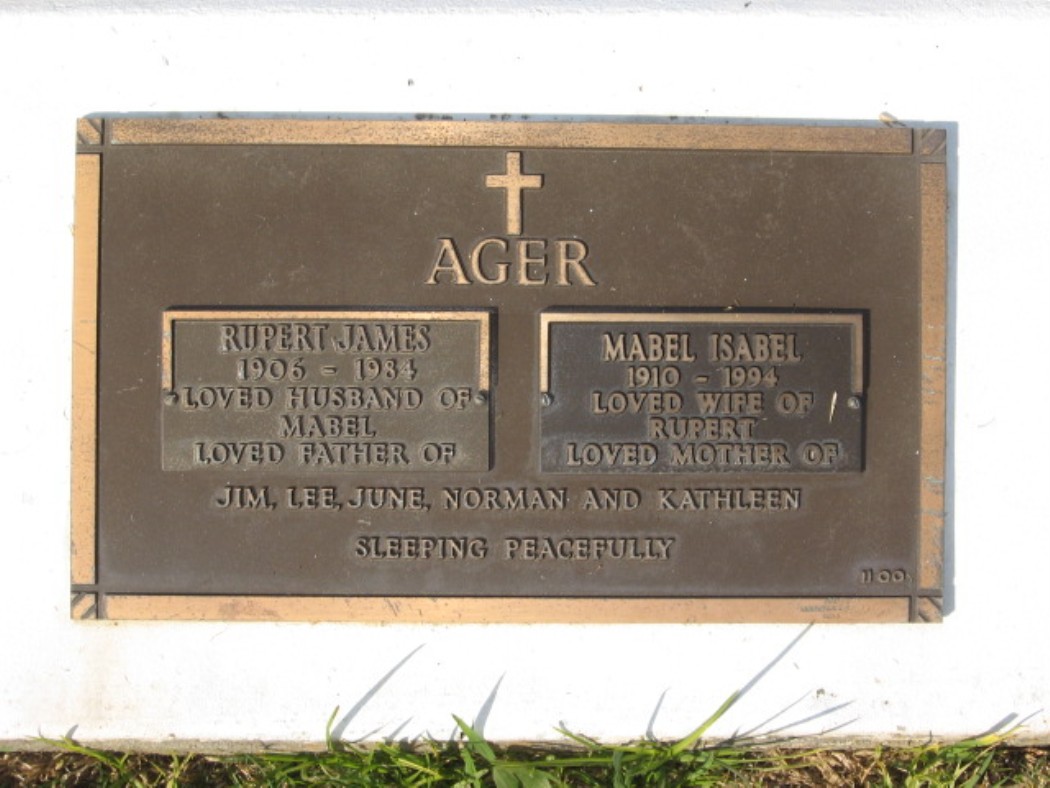 AGER
RUPERT JAMES
1906 - 1984
LOVED HUSBAND OF
MABEL
LOVED FATHER OF
MABEL ISABEL
1910 - 1994
LOVED WIFE OF
RUPERT
LOVED MOTHER OF
JIM, LEE, JUNE, NORMAN AND KATHLEEN
SLEEPING PEACEFULLY
1100